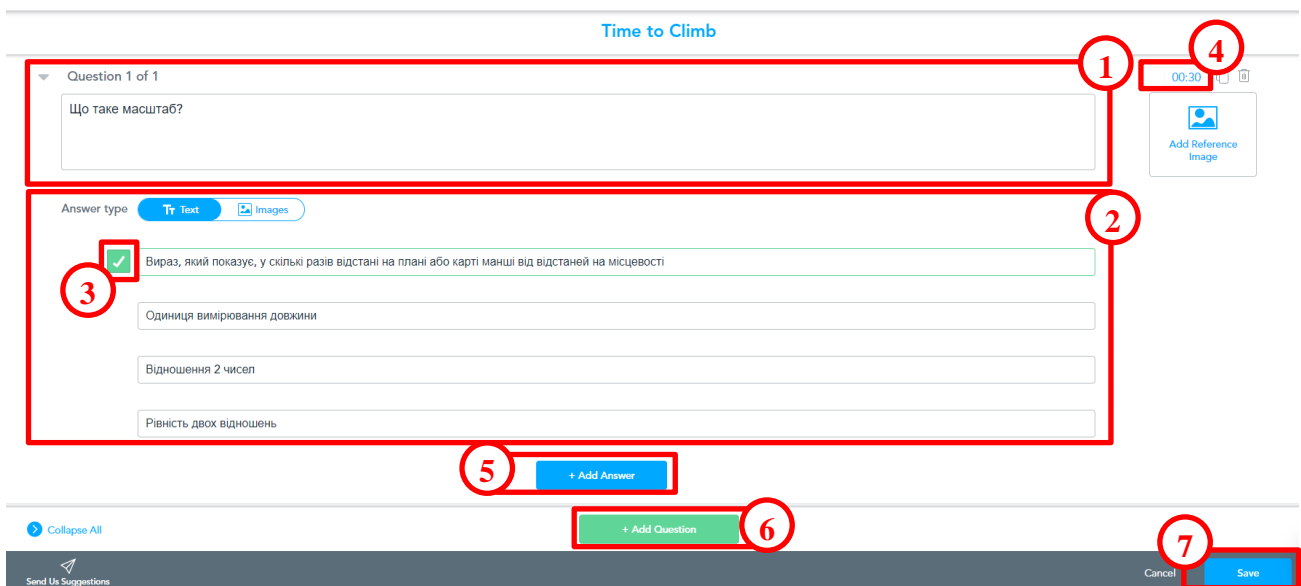 Time to Climb
1
4
Question 1 of 1
00:30
Що таке масштаб?
Add Reference
Image
Answer type
Tт Text
Images
2
Вираз, який показує, у скілька разів відстані на плані або карті манші від відстаней на місцевості
3
Одиниця вимірювання довжини
Відношення 2 чисел
Рівність двох відношень
5
+ Add Answer
Collapse All
+ Add Question
6
7
Send Us Suggestions
Cancel
Save